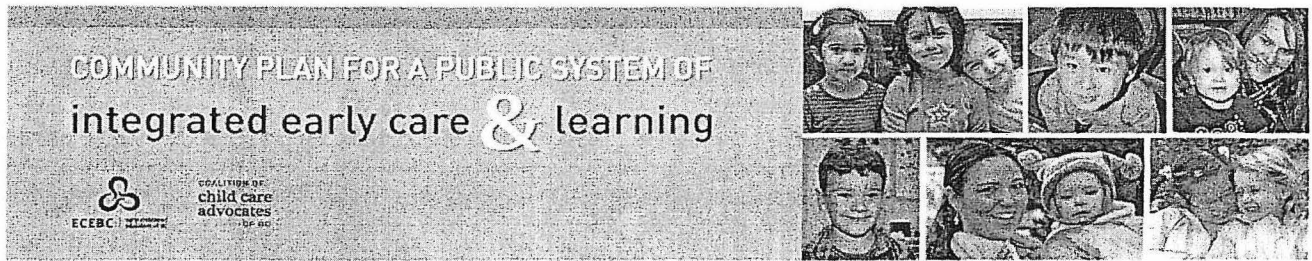 COMMUNITY PLAN FOR A PUBLIC SYSTEM OF
integrated early care & learning
ECEBC
COALITION OF
child care
advocates
OF BC